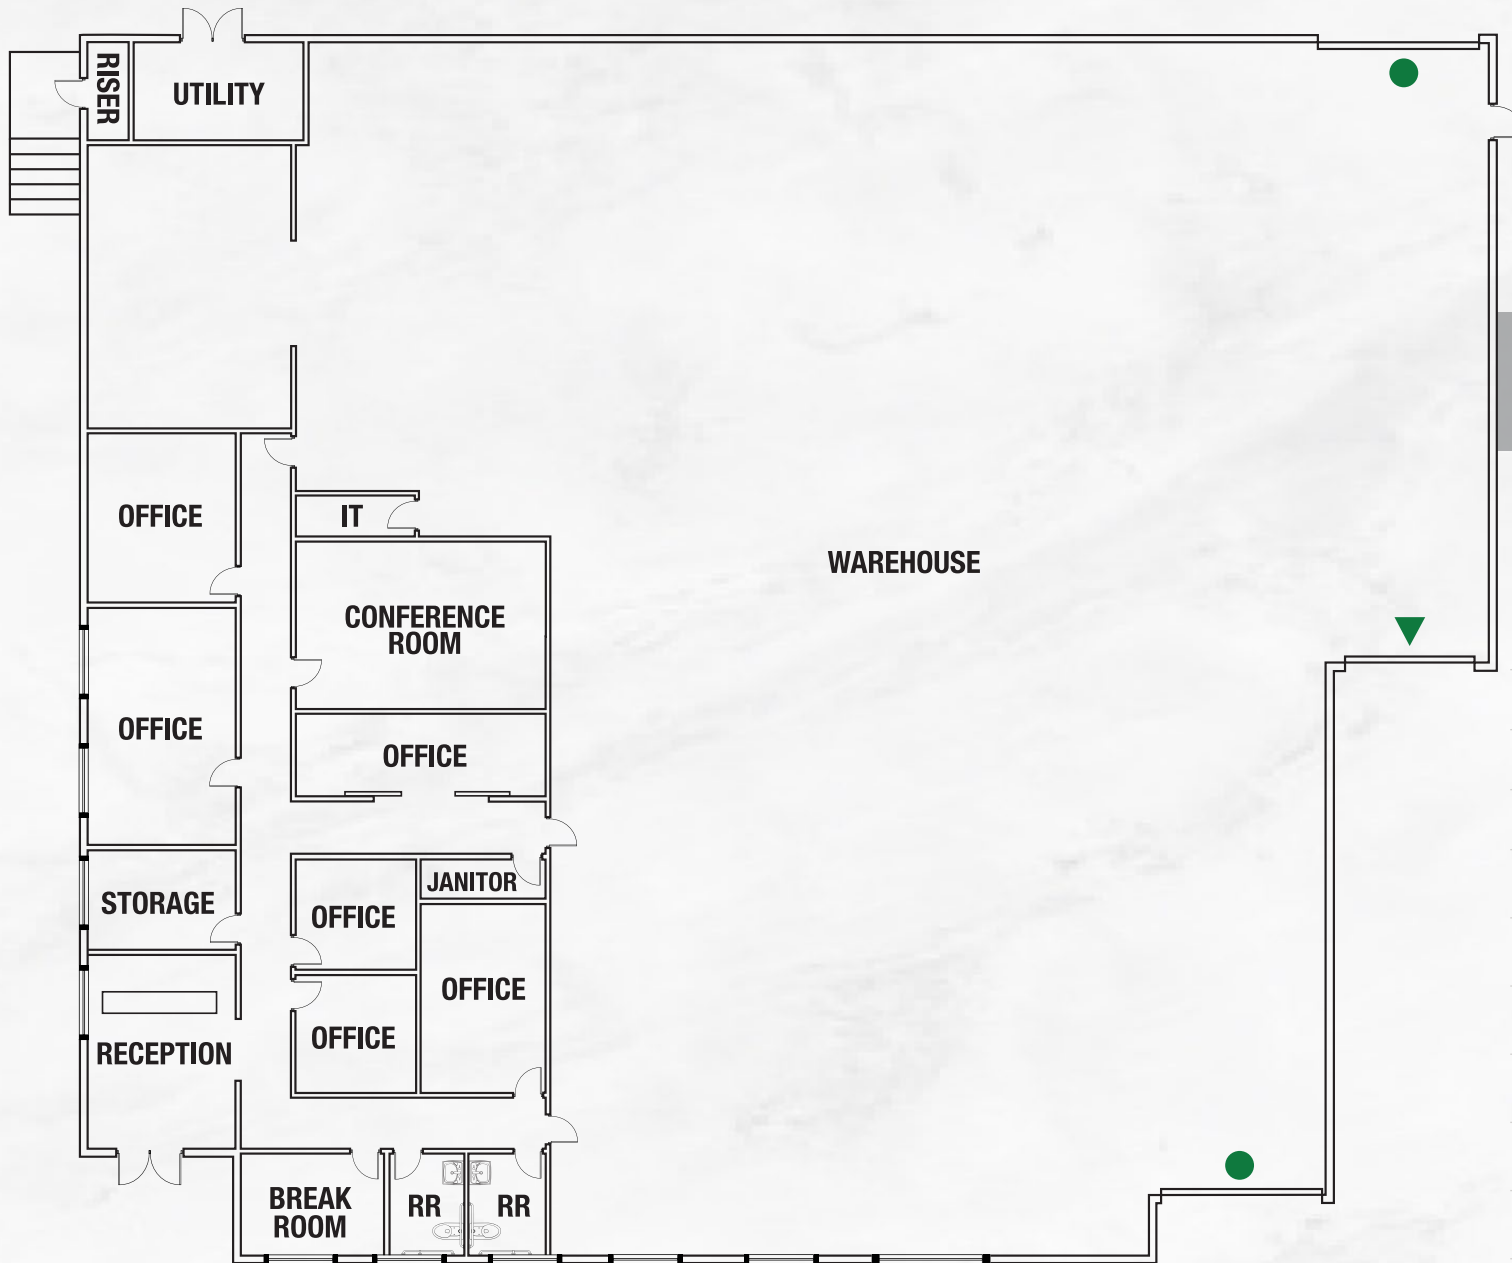 RISER
UTILITY
OFFICE
IT
WAREHOUSE
CONFERENCE
ROOM
OFFICE
OFFICE
JANITOR
STORAGE
OFFICE
OFFICE
OFFICE
RECEPTION
BREAK
ROOM
RR
RR